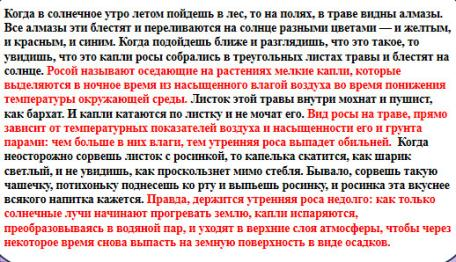 Когда в солнечное утро летом пойдешь в лес, то на полях, в траве видны алмазы.
Все алмазы эти блестят и переливаются на солнце разными цветами — и желтым,
и красным, и синим. Когда подойдешь ближе и разглядишь, что это такое, то
увидишь, что это капли росы собрались в треугольных листах травы и блестят на
солнце. Росой называют оседающие на растениях мелкие капли, которые
выделяются в ночное время из насыщенного влагой воздуха во время понижения
температуры окружающей среды. Листок этой травы внутри мохнат и пушист,
как бархат. И капли катаются по листку и не мочат его. Вид росы на траве, прямо
зависит от температурных показателей воздуха и насыщенности его и грунта
парами: чем больше в них влаги, тем утренняя роса выпадет обильней. Когда
неосторожно сорвешь листок с росинкой, то капелька скатится, как шарик
светлый, и не увидишь, как проскользнет мимо стебля. Бывало, сорвешь такую
чашечку, потихоньку поднесешь ко рту и выпьешь росинку, и росинка эта вкуснее
всякого напитка кажется. Правда, держится утренняя роса недолго: как только
солнечные лучи начинают прогревать землю, капли испаряются,
преобразовываясь в водяной пар, и уходят в верхние слоя атмосферы, чтобы через
некоторое время снова выпасть на земную поверхность в виде осадков.